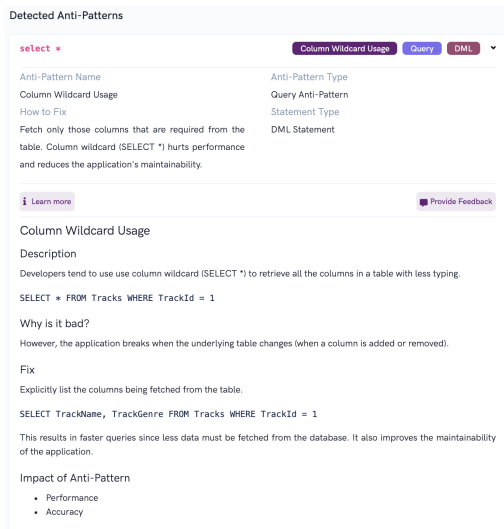 Detected Anti-Patterns
select *
Column Wildcard Usage
Query
DML
Anti-Pattern Name
Anti-Pattern Type
Column Wildcard Usage
Query Anti-Pattern
How to Fix
Statement Type
Fetch only those columns that are required from the
DML Statement
table. Column wildcard (SELECT *) hurts performance
and reduces the application's maintainability.
Learn more
Provide Feedback
Column Wildcard Usage
Description
Developers tend to use use column wildcard (SELECT *) to retrieve all the columns in a table with less typing.
SELECT * FROM Tracks WHERE TrackId = 1
Why is it bad?
However, the application breaks when the underlying table changes (when a column is added or removed).
Fix
Explicitly list the columns being fetched from the table.
SELECT TrackName, TrackGenre FROM Tracks WHERE TrackId = 1
This results in faster queries since less data must be fetched from the database. It also improves the maintainability
of the application.
Impact of Anti-Pattern
• Performance
• Accuracy